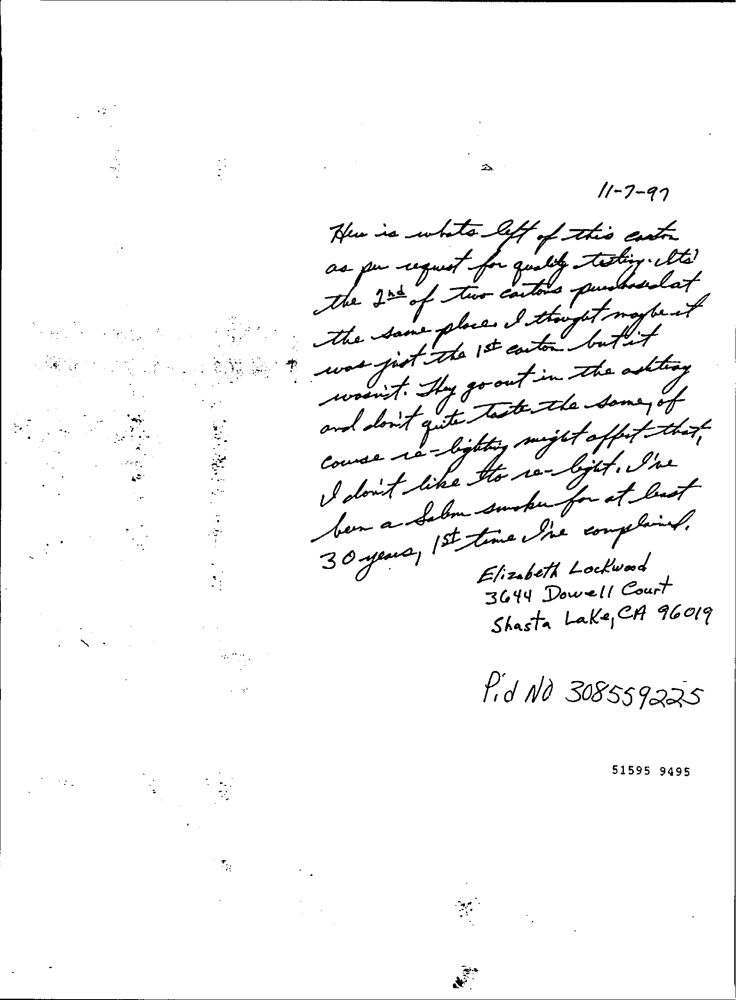 11-7-97
Here is whats left of this carton
as per request for quality testing. Its'
the 2nd of two cartons purchased at
the same place. I thought maybe it
was just the 1st carton but it
wasn't. They go out in the ashtray
and don't quite taste the same, of
course re-lighting might affect that,
I don't like to re-light. I've
been a Salem smoker for at least
30 years, 1st time I've complained.
Elizabeth Lockwood
3644 Dowell Court
Shasta Lake, CA 96019
P.d NO 308559225
51595 9495